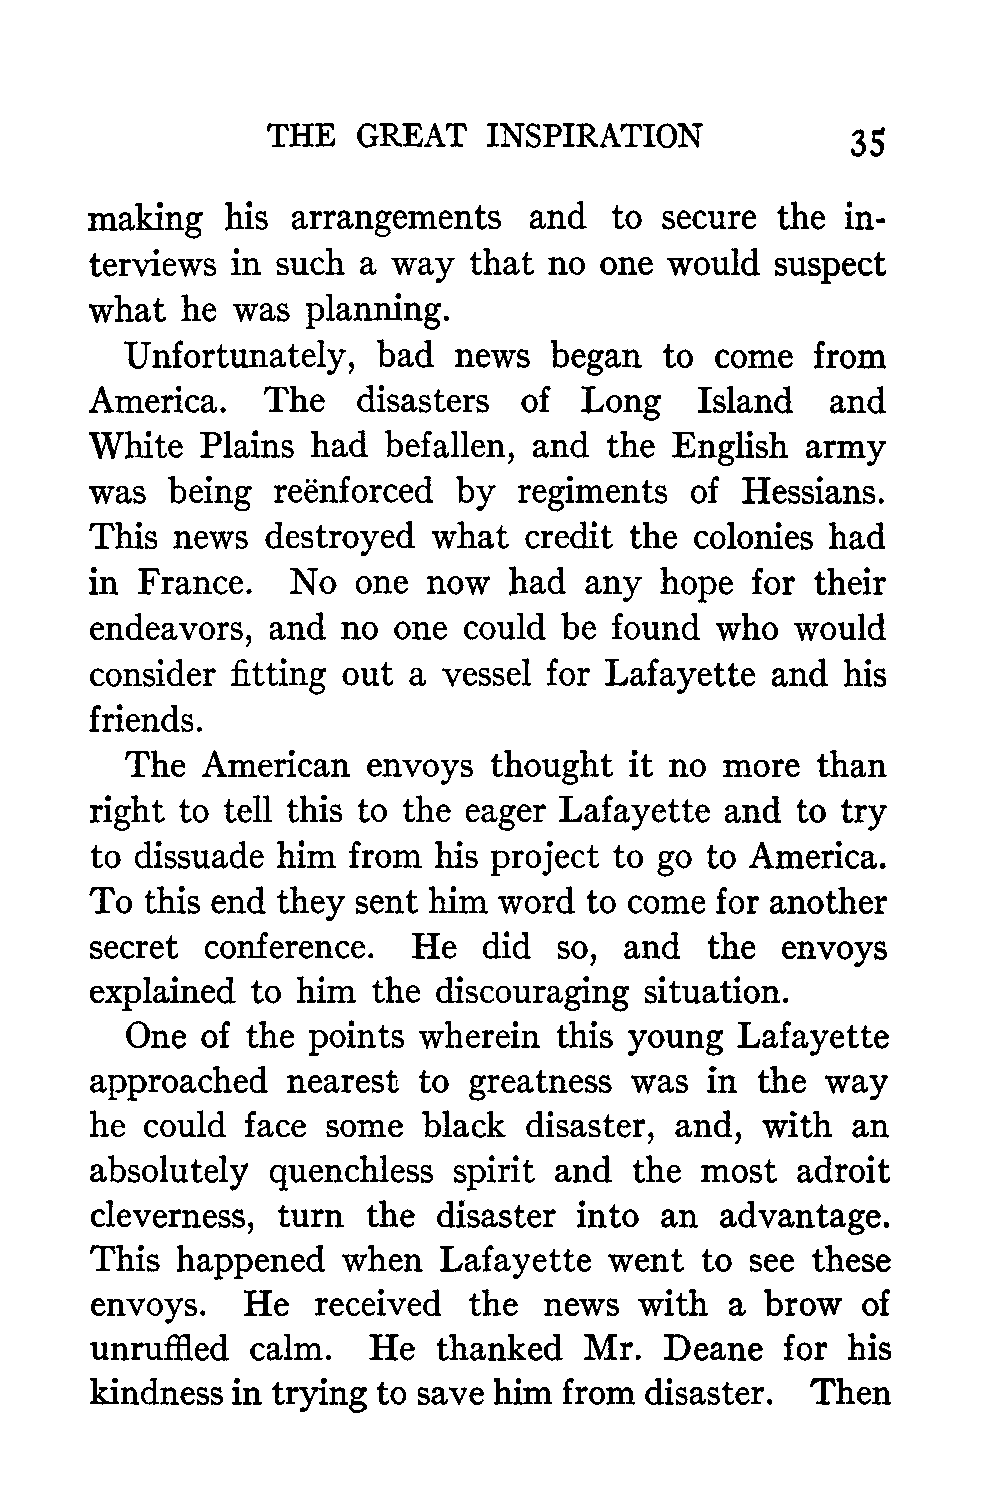 THE GREAT INSPIRATION 35
making his arrangements and to secure the in-
terviews in such a way that no one would suspect
what he was planning.
Unfortunately, bad news began to come from
America. The disasters of Long Island and
White Plains had befallen, and the English army
was being reënforced by regiments of Hessians.
This news destroyed what credit the colonies had
in France. No one now had any hope for their
endeavors, and no one could be found who would
consider fitting out a vessel for Lafayette and his
friends.
The American envoys thought it no more than
right to tell this to the eager Lafayette and to try
to dissuade him from his project to go to America.
To this end they sent him word to come for another
secret conference. He did so, and the envoys
explained to him the discouraging situation.
One of the points wherein this young Lafayette
approached nearest to greatness was in the way
he could face some black disaster, and, with an
absolutely quenchless spirit and the most adroit
cleverness, turn the disaster into an advantage.
This happened when Lafayette went to see these
envoys. He received the news with a brow of
unruffled calm. He thanked Mr. Deane for his
kindness in trying to save him from disaster. Then